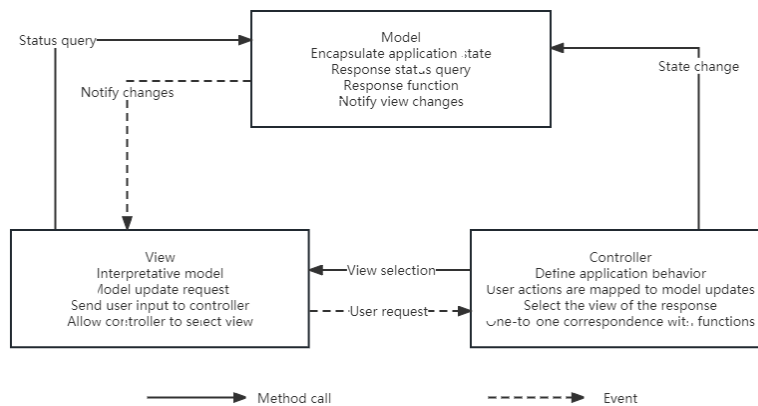 Status query
Model
Encapsulate application state
Response status query
Response function
Notify view changes
State change
Notify changes
View
Interpretative model
Model update request
Send user input to controller
Allow controller to select view
View selection
User request
Controller
Define application behavior
User actions are mapped to model updates
Select the view of the response
One-to one correspondence with functions
Method call
Event